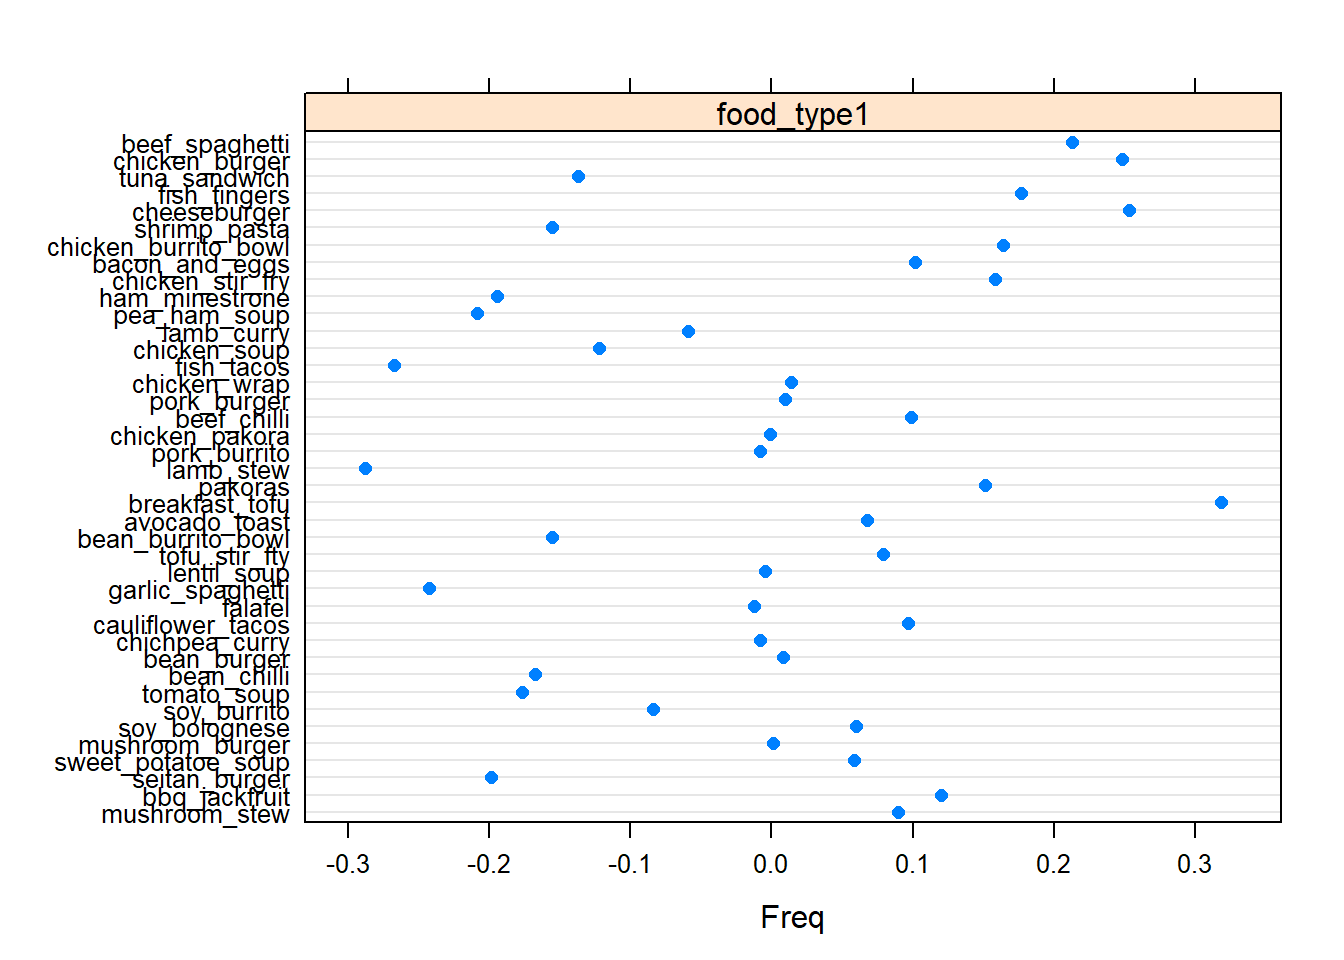 food_type1
beef_spaghetti
chicken_burger
tuna_sandwich
fish_fingers
cheeseburger
shrimp_pasta
chicken_burrito_bowl
bacon_and_eggs
chicken_stir_fry
ham_minestrone
pea_ham_soup
lamb_curry
chicken_soup
fish_tacos
chicken_wrap
pork_burger
beef_chilli
chicken_pakora
pork_burrito
lamb_stew
pakoras
breakfast_tofu
avocado_toast
bean_burrito_bowl
tofu_stir_fty
lentil_soup
garlic_spaghetti
falafel
cauliflower_tacos
chichpea_curry
bean_burger
bean_chilli
tomato_soup
soy_burrito
soy_bolognese
mushroom_burger
sweet_potatoe_soup
seitan_burger
bbq_jackfruit
mushroom_stew
-0.3 -0.2 -0.1 0.0 0.1 0.2 0.3
Freq